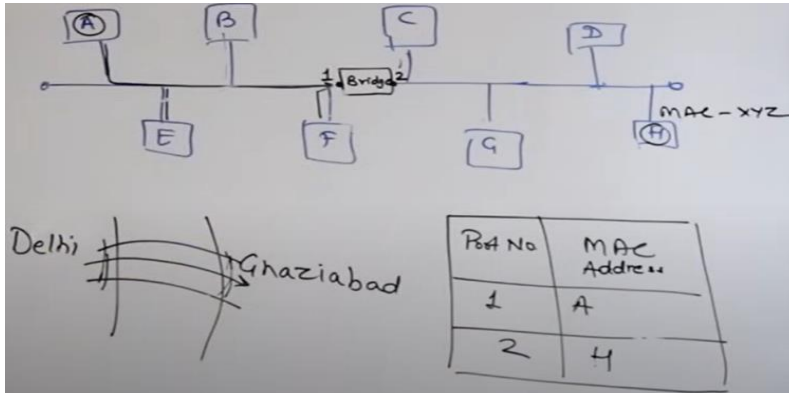 A
B
C
D
1
Bridge
2
MAC - XYZ
E
F
G
H
Delhi
Ghaziabad
Port No
MAC
Address
1
A
2
H